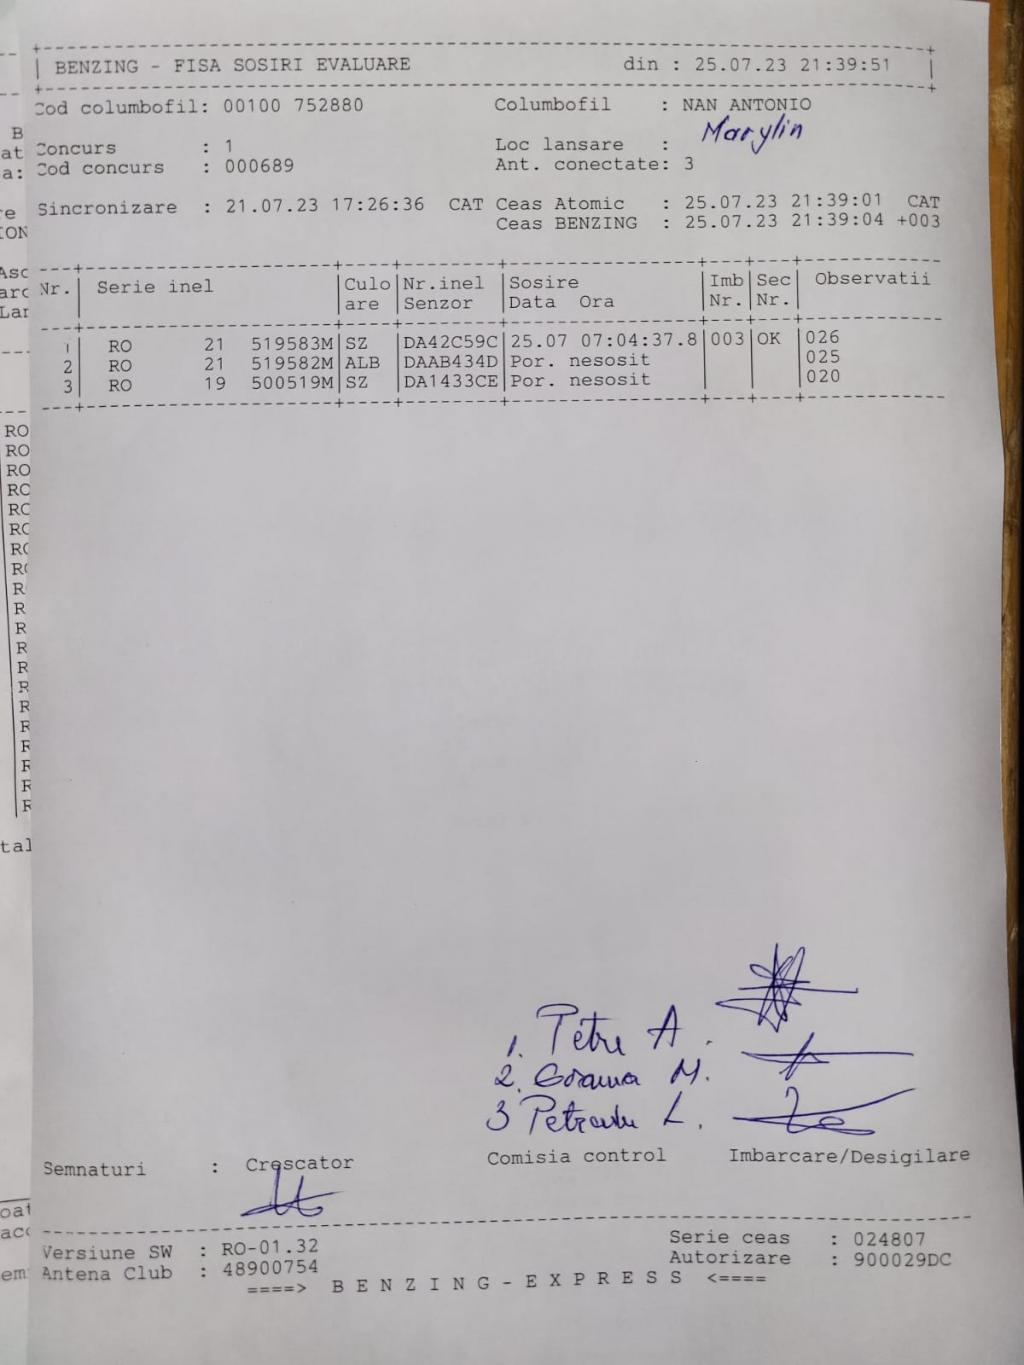 BENZING - FISA SOSIRI EVALUARE din : 25.07.23 21:39:51
Cod columbofil: 00100 752880 Columbofil : NAN ANTONIO
Concurs : 1 Loc lansare : Marylin
Cod concurs : 000689 Ant. conectate: 3
Sincronizare : 21.07.23 17:26:36 CAT Ceas Atomic : 25.07.23 21:39:01 CAT
Ceas BENZING : 25.07.23 21:39:04 +003
Nr. Serie inel Culo Nr.inel Sosire Imb Sec Observatii
are Senzor Data Ora Nr. Nr.
1 RO 21 519583M SZ DA42C59C 25.07 07:04:37.8 003 OK 026
2 RO 21 519582M ALB DAAB434D Por. nesosit 025
3 RO 19 500519M SZ DA1433CE Por. nesosit 020
1. Petre A.
2. M.
3 L.
Semnaturi : Crescator Comisia control Imbarcare/Desigilare
Versiune SW : RO-01.32 Serie ceas : 024807
Antena Club : 48900754 Autorizare : 900029DC
====> B E N Z I N G - E X P R E S S <====